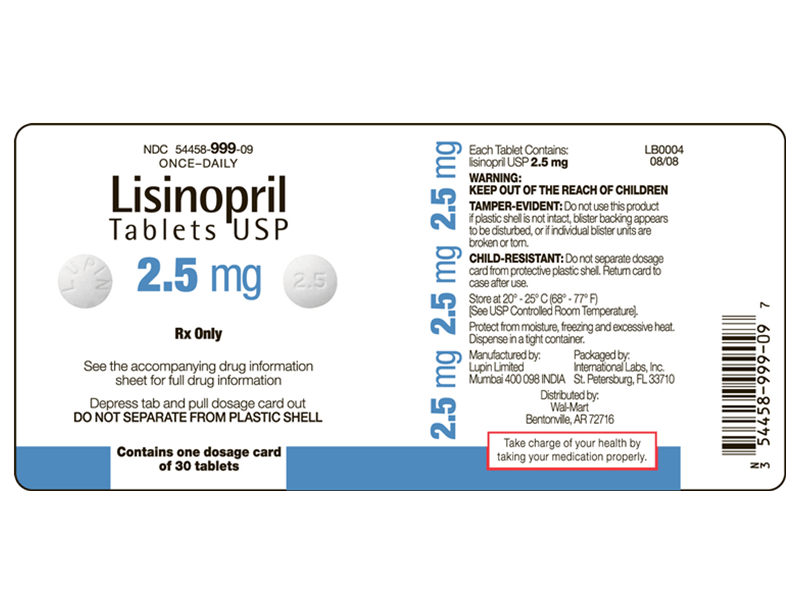 NDC 54458-999-09
ONCE-DAILY
Lisinopril
Tablets USP
LUPIN
2.5 mg
2.5
Rx Only
See the accompanying drug information
sheet for full drug information
Depress tab and pull dosage card out
DO NOT SEPARATE FROM PLASTIC SHELL
Contains one dosage card
of 30 tablets
2.5 mg 2.5 mg 2.5 mg
Each Tablet Contains:
lisinopril USP 2.5 mg
LB0004
08/08
WARNING:
KEEP OUT OF THE REACH OF CHILDREN
TAMPER-EVIDENT: Do not use this product
if plastic shell is not intact, blister backing appears
to be disturbed, or if individual blister units are
broken or torn.
CHILD-RESISTANT: Do not separate dosage
card from protective plastic shell. Return card to
case after use.
Store at 20° - 25° C (68° - 77° F)
[See USP Controlled Room Temperature].
Protect from moisture, freezing and excessive heat.
Dispense in a tight container.
Manufactured by:
Lupin Limited
Mumbai 400 098 INDIA
Packaged by:
International Labs, Inc.
St. Petersburg, FL 33710
Distributed by:
Wal-Mart
Bentonville, AR 72716
Take charge of your health by
taking your medication properly.
N
3 54458-999-09 7